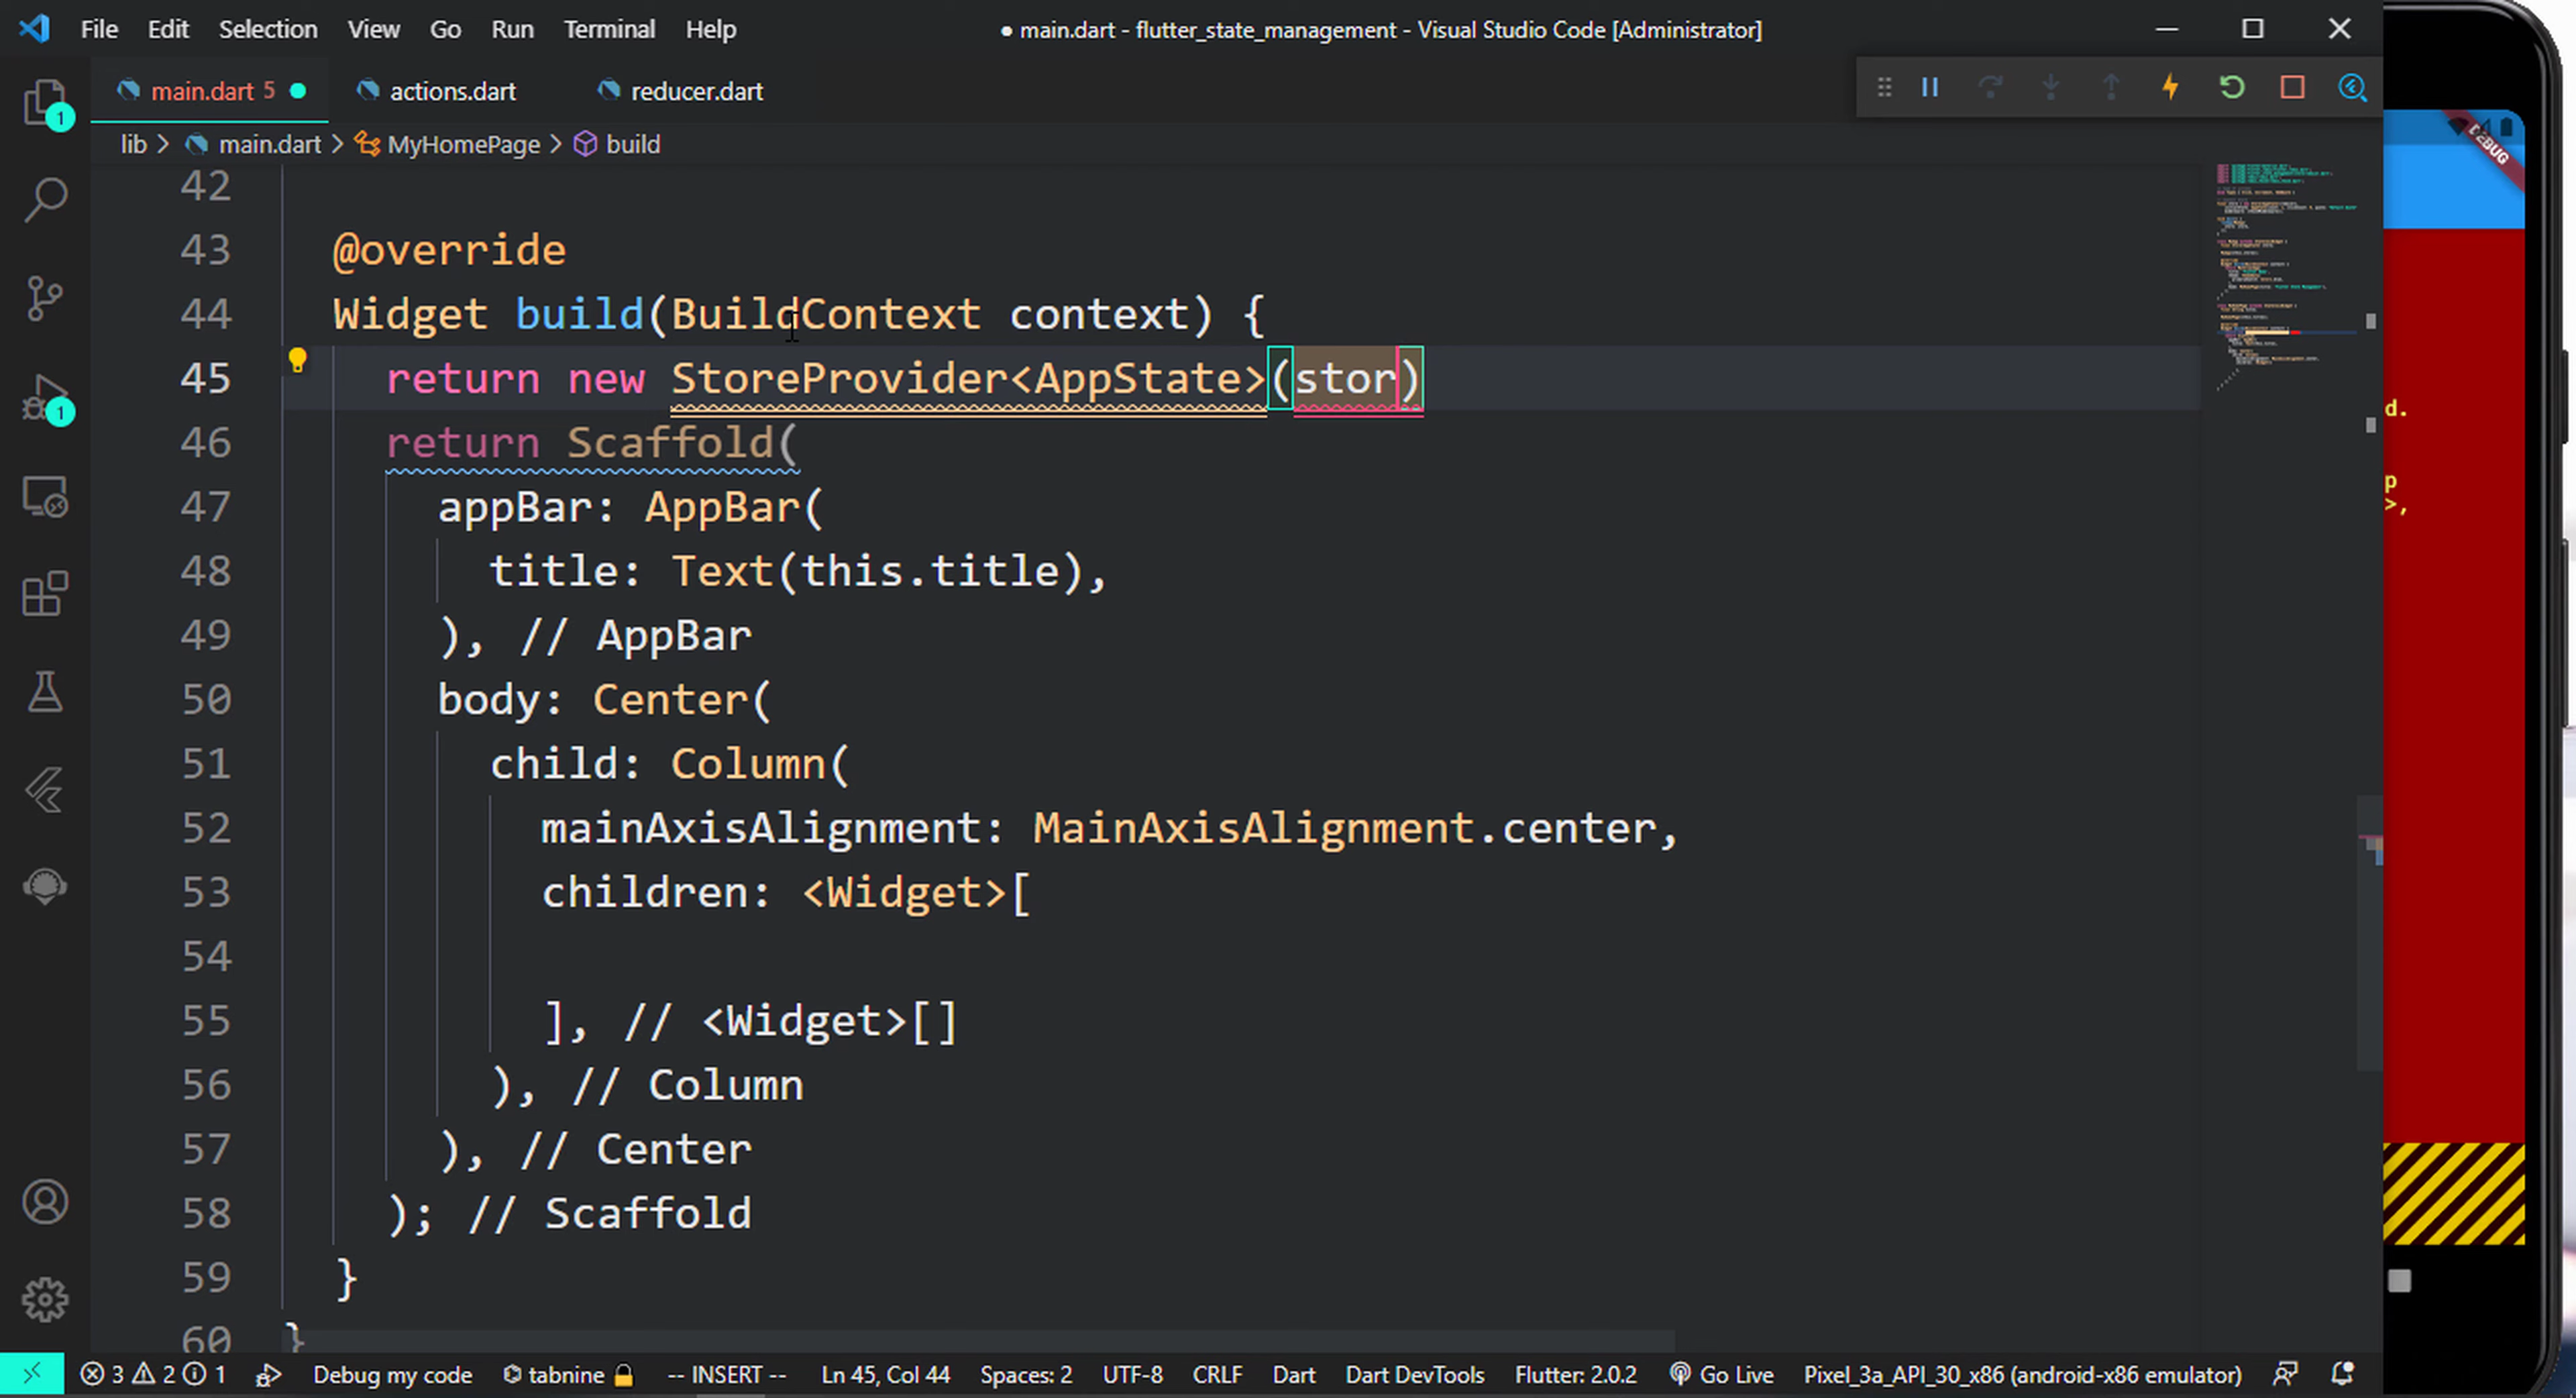 File Edit Selection View Go Run Terminal Help
● main.dart - flutter_state_management - Visual Studio Code [Administrator]
main.dart 5 ● actions.dart reducer.dart
lib > main.dart > MyHomePage > build
42
43 @override
44 Widget build(BuildContext context) {
45 return new StoreProvider<AppState>(stor)
46 return Scaffold(
47 appBar: AppBar(
48 title: Text(this.title),
49 ), // AppBar
50 body: Center(
51 child: Column(
52 mainAxisAlignment: MainAxisAlignment.center,
53 children: <Widget>[
54
55 ], // <Widget>[]
56 ), // Column
57 ), // Center
58 ); // Scaffold
59 }
60 }
1
1
DEBUG
d.
p
>,
3 2 1 Debug my code tabnine -- INSERT -- Ln 45, Col 44 Spaces: 2 UTF-8 CRLF Dart Dart DevTools Flutter: 2.0.2 Go Live Pixel_3a_API_30_x86 (android-x86 emulator)